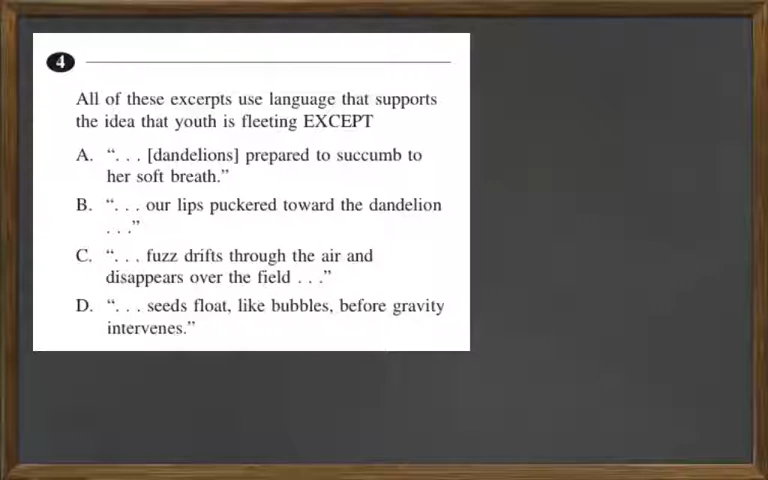 4
All of these excerpts use language that supports
the idea that youth is fleeting EXCEPT
A. “. . . [dandelions] prepared to succumb to
her soft breath.”
B. “. . . our lips puckered toward the dandelion
. . .”
C. “. . . fuzz drifts through the air and
disappears over the field . . .”
D. “. . . seeds float, like bubbles, before gravity
intervenes.”